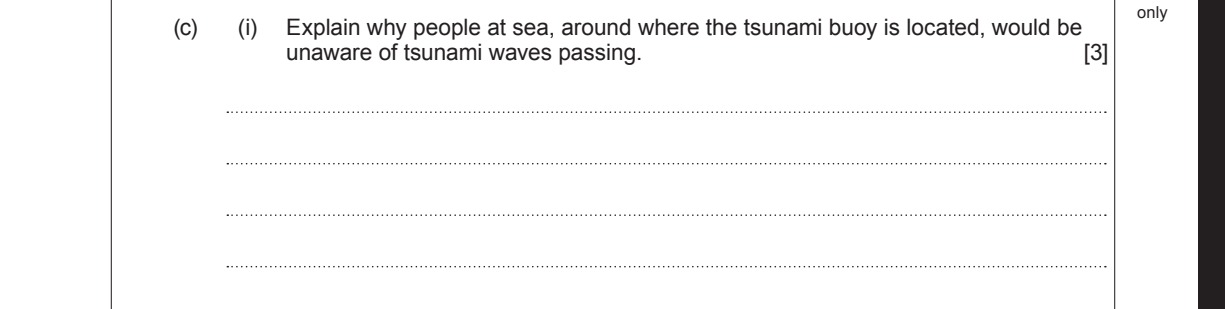 only
(c) (i) Explain why people at sea, around where the tsunami buoy is located, would be
unaware of tsunami waves passing. [3]